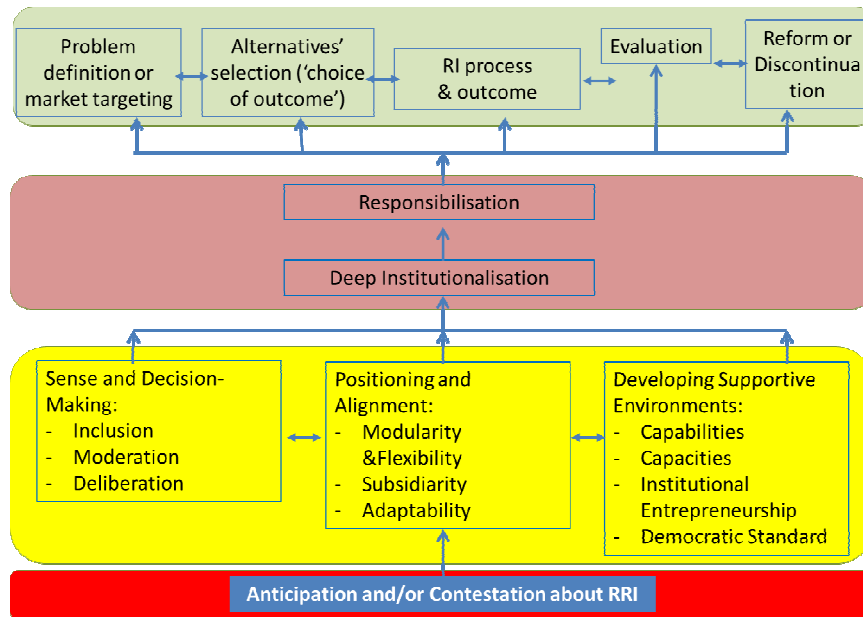 Problem
definition or
market targeting
Alternatives’
selection (‘choice
of outcome’)
RI process
& outcome
Evaluation
Reform or
Discontinua
tion
Responsibilisation
Deep Institutionalisation
Sense and Decision-
Making:
- Inclusion
- Moderation
- Deliberation
Positioning and
Alignment:
- Modularity
&Flexibility
- Subsidiarity
- Adaptability
Developing Supportive
Environments:
- Capabilities
- Capacities
- Institutional
Entrepreneurship
- Democratic Standard
Anticipation and/or Contestation about RRI